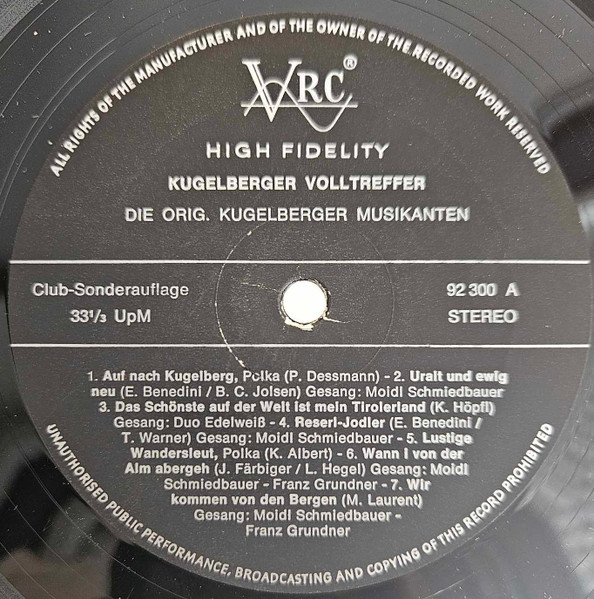 ALL RIGHTS OF THE MANUFACTURER AND OF THE OWNER OF THE RECORDED WORK RESERVED
VRC®
HIGH FIDELITY
KUGELBERGER VOLLTREFFER
DIE ORIG. KUGELBERGER MUSIKANTEN
Club-Sonderauflage 92 300 A
33 1/3 UpM STEREO
1. Auf nach Kugelberg, Polka (P. Dessmann) - 2. Uralt und ewig
neu (E. Benedini / B. C. Jolsen) Gesang: Moidl Schmiedbauer
3. Das Schönste auf der Welt ist mein Tirolerland (K. Höpfl)
Gesang: Duo Edelweiß - 4. Reserl-Jodler (E. Benedini /
T. Warner) Gesang: Moidl Schmiedbauer - 5. Lustige
Wandersleut, Polka (K. Albert) - 6. Wann I von der
Alm abergeh (J. Färbiger / L. Hegel) Gesang: Moidl
Schmiedbauer - Franz Grundner - 7. Wir
kommen von den Bergen (M. Laurent)
Gesang: Moidl Schmiedbauer -
Franz Grundner
UNAUTHORISED PUBLIC PERFORMANCE, BROADCASTING AND COPYING OF THIS RECORD PROHIBITED